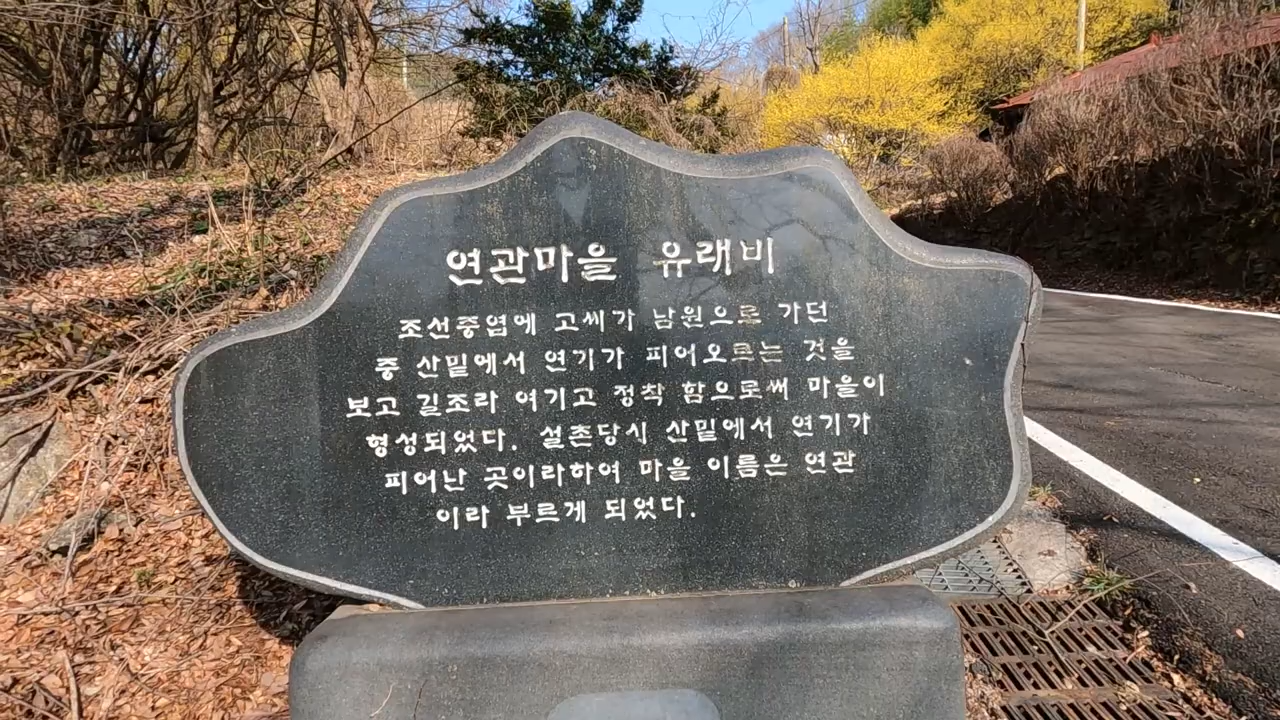 연관마을 유래비
조선중엽에 고씨가 남원으로 가던
중 산밑에서 연기가 피어오르는 것을
보고 길조라 여기고 정착 함으로써 마을이
형성되었다. 설촌당시 산밑에서 연기가
피어난 곳이라하여 마을 이름은 연관
이라 부르게 되었다.